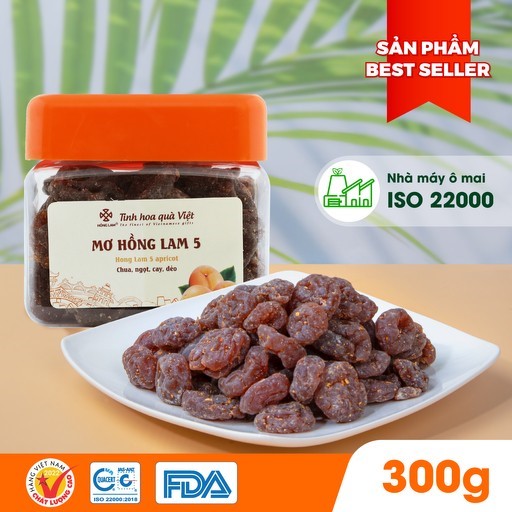 SẢN PHẨM
BEST SELLER
Nhà máy ô mai
ISO 22000
HỒNG LAM
Tinh hoa quà Việt
The finest of Vietnamese gifts
MƠ HỒNG LAM 5
Hong Lam 5 apricot
Chua, ngọt, cay, dẻo
HÀNG VIỆT NAM
CHẤT LƯỢNG CAO
QUACERT
ISO 22000:2018
FDA
300g